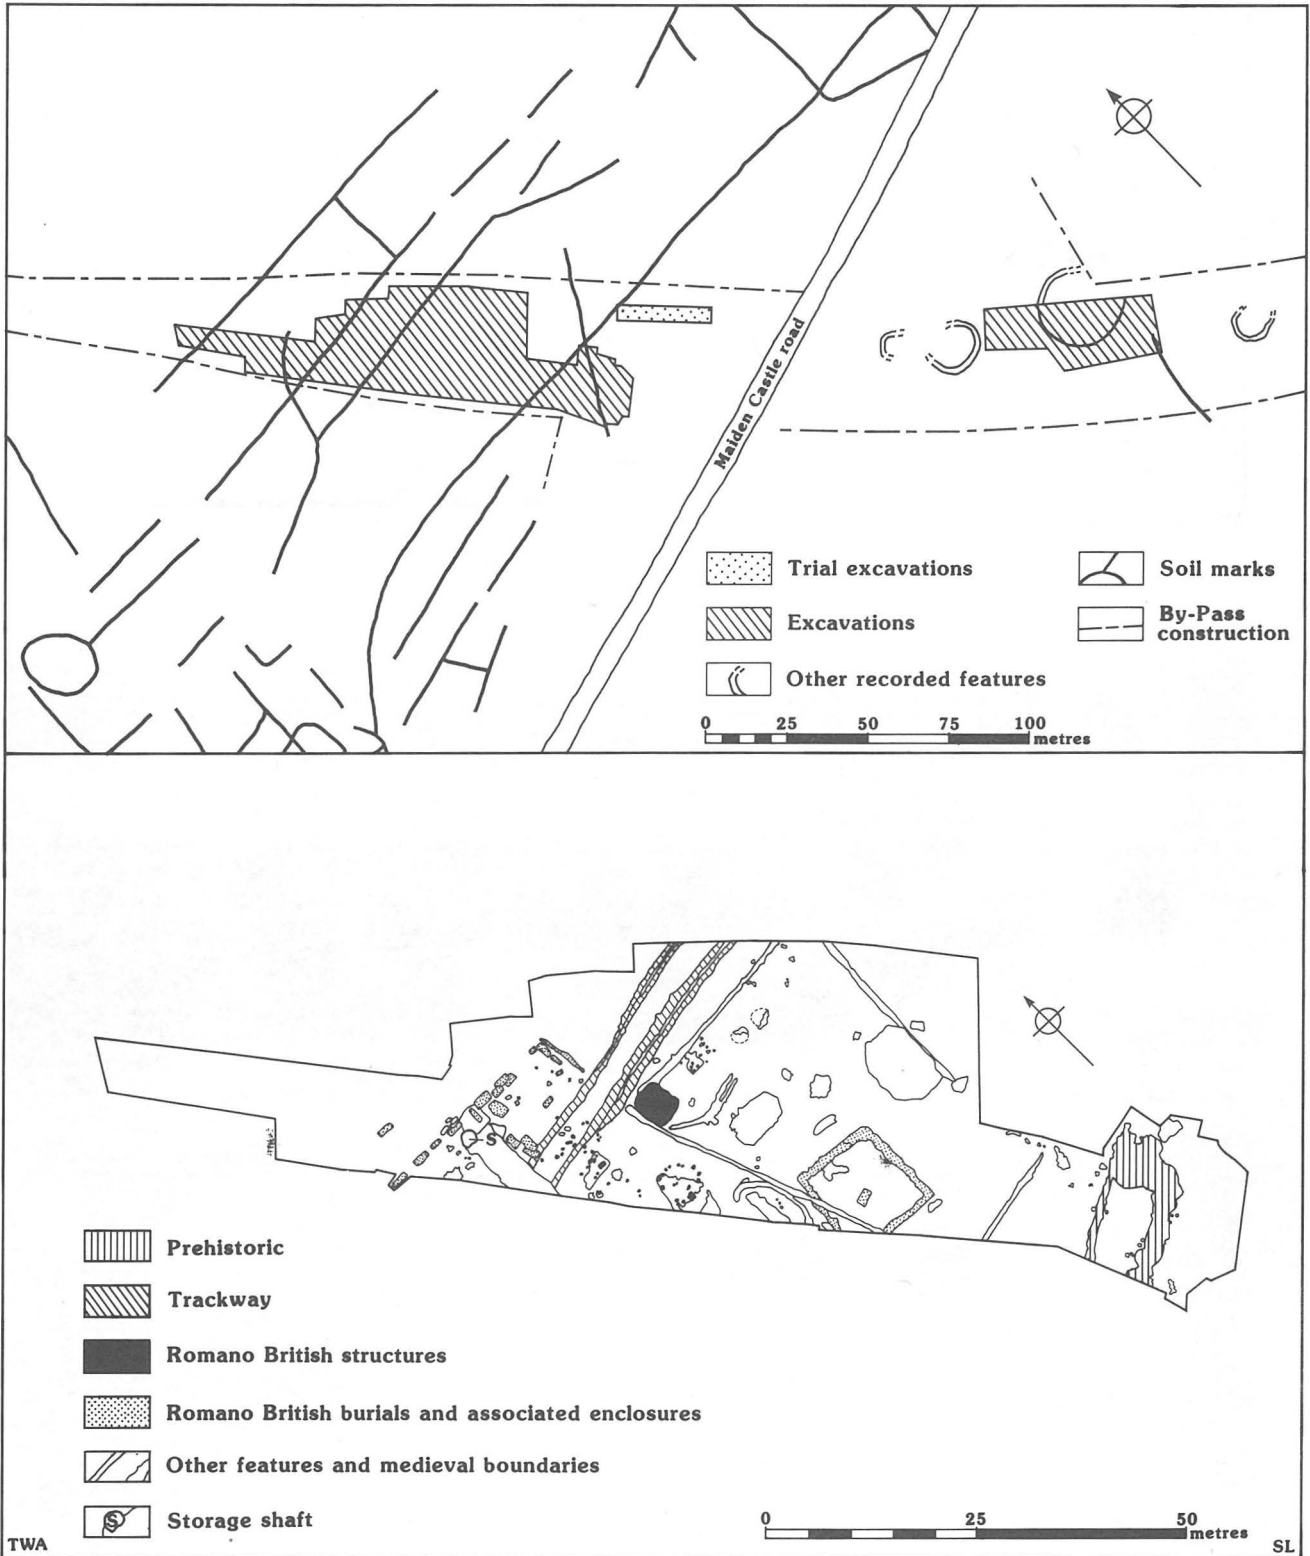 Maiden Castle road
Trial excavations
Excavations
Other recorded features
Soil marks
By-Pass
construction
0 25 50 75 100
metres
S
Prehistoric
Trackway
Romano British structures
Romano British burials and associated enclosures
Other features and medieval boundaries
S Storage shaft
0 25 50
metres
TWA
SL